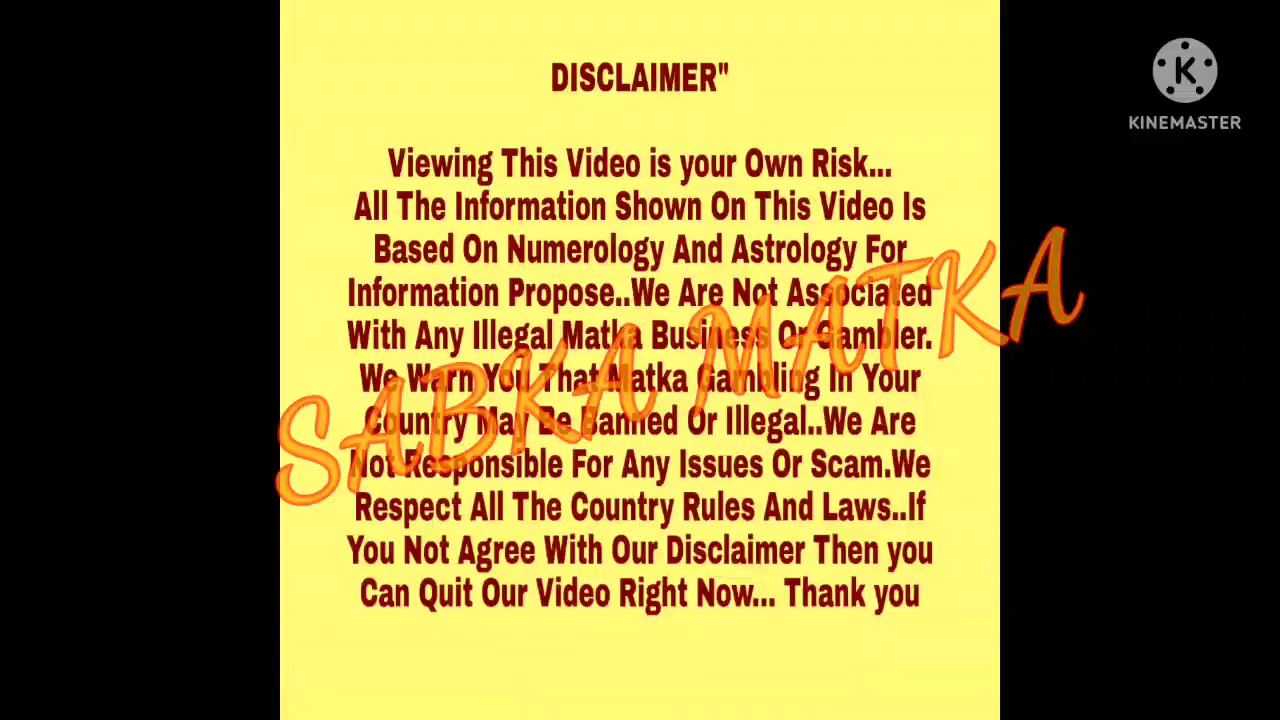 DISCLAIMER"
Viewing This Video is your Own Risk...
All The Information Shown On This Video Is
Based On Numerology And Astrology For
Information Propose..We Are Not Associated
With Any Illegal Matka Business Or Gambler.
We Warn You That Matka Gambling In Your
Country May Be Banned Or Illegal..We Are
Not Responsible For Any Issues Or Scam.We
Respect All The Country Rules And Laws..If
You Not Agree With Our Disclaimer Then you
Can Quit Our Video Right Now... Thank you
SABKA MATKA
K
KINEMASTER